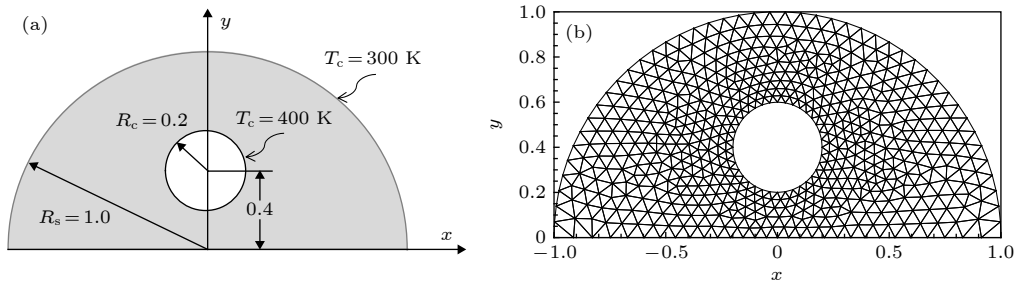 (a)
y
T_c = 300 K
R_c = 0.2
T_c = 400 K
0.4
R_s = 1.0
x
(b)
1.0
0.8
0.6
y
0.4
0.2
0
−1.0 −0.5 0 0.5 1.0
x